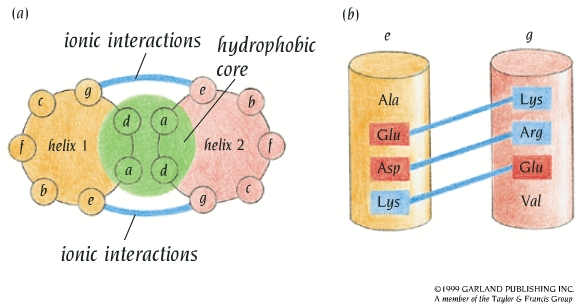 (a)
ionic interactions
hydrophobic
core
g
e
c
b
d
a
f
helix 1
helix 2
f
a
d
b
c
e
g
ionic interactions
(b)
e
g
Ala
Lys
Glu
Arg
Asp
Glu
Lys
Val
©1999 GARLAND PUBLISHING INC.
A member of the Taylor & Francis Group